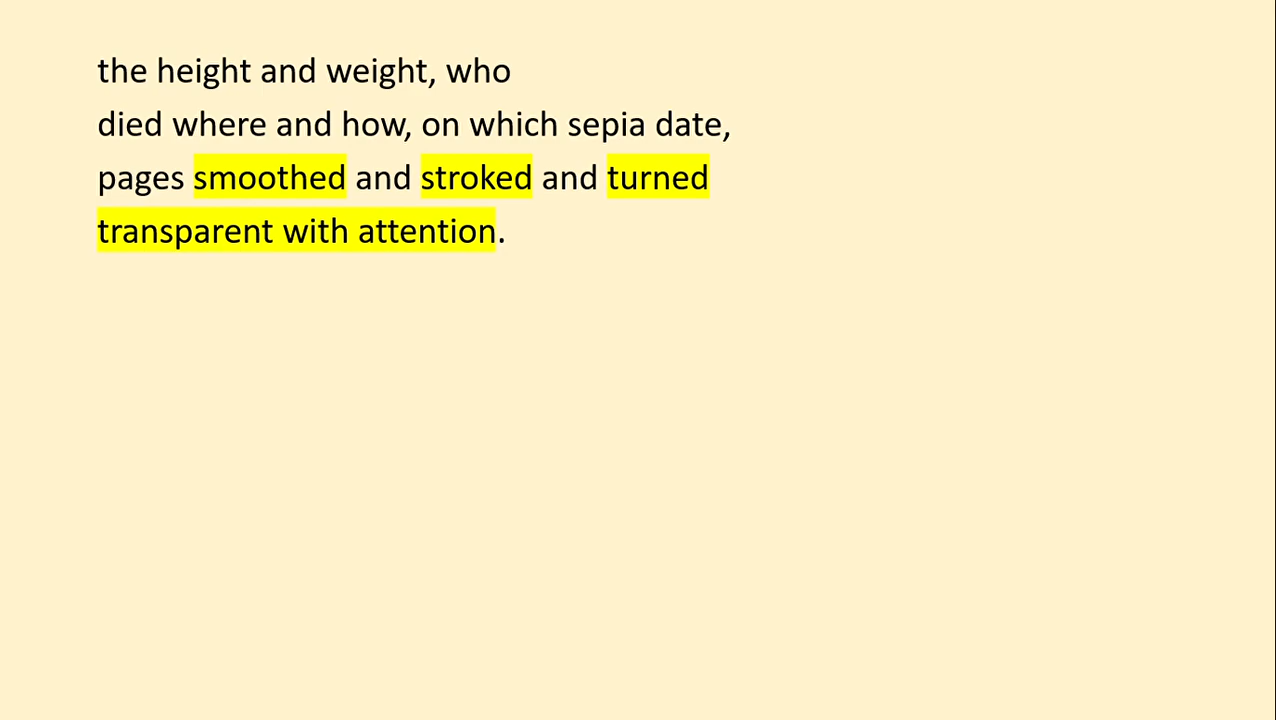 the height and weight, who
died where and how, on which sepia date,
pages smoothed and stroked and turned
transparent with attention.